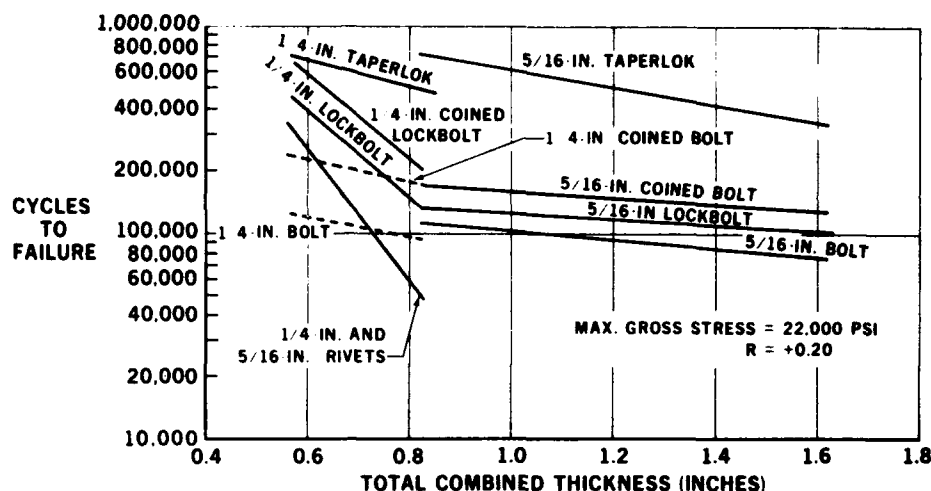 1,000,000
800,000
600,000
400,000
200,000
100,000
80,000
60,000
40,000
20,000
10.000
CYCLES
TO
FAILURE
1 4·IN. TAPERLOK
5/16-IN. TAPERLOK
1/4·IN. LOCKBOLT
1 4·IN. COINED
LOCKBOLT
1 4·IN COINED BOLT
5/16·IN. COINED BOLT
5/16·IN LOCKBOLT
1 4·IN. BOLT
5/16·IN. BOLT
1/4·IN. AND
5/16·IN. RIVETS
MAX. GROSS STRESS = 22.000 PSI
R = +0.20
0.4 0.6 0.8 1.0 1.2 1.4 1.6 1.8
TOTAL COMBINED THICKNESS (INCHES)